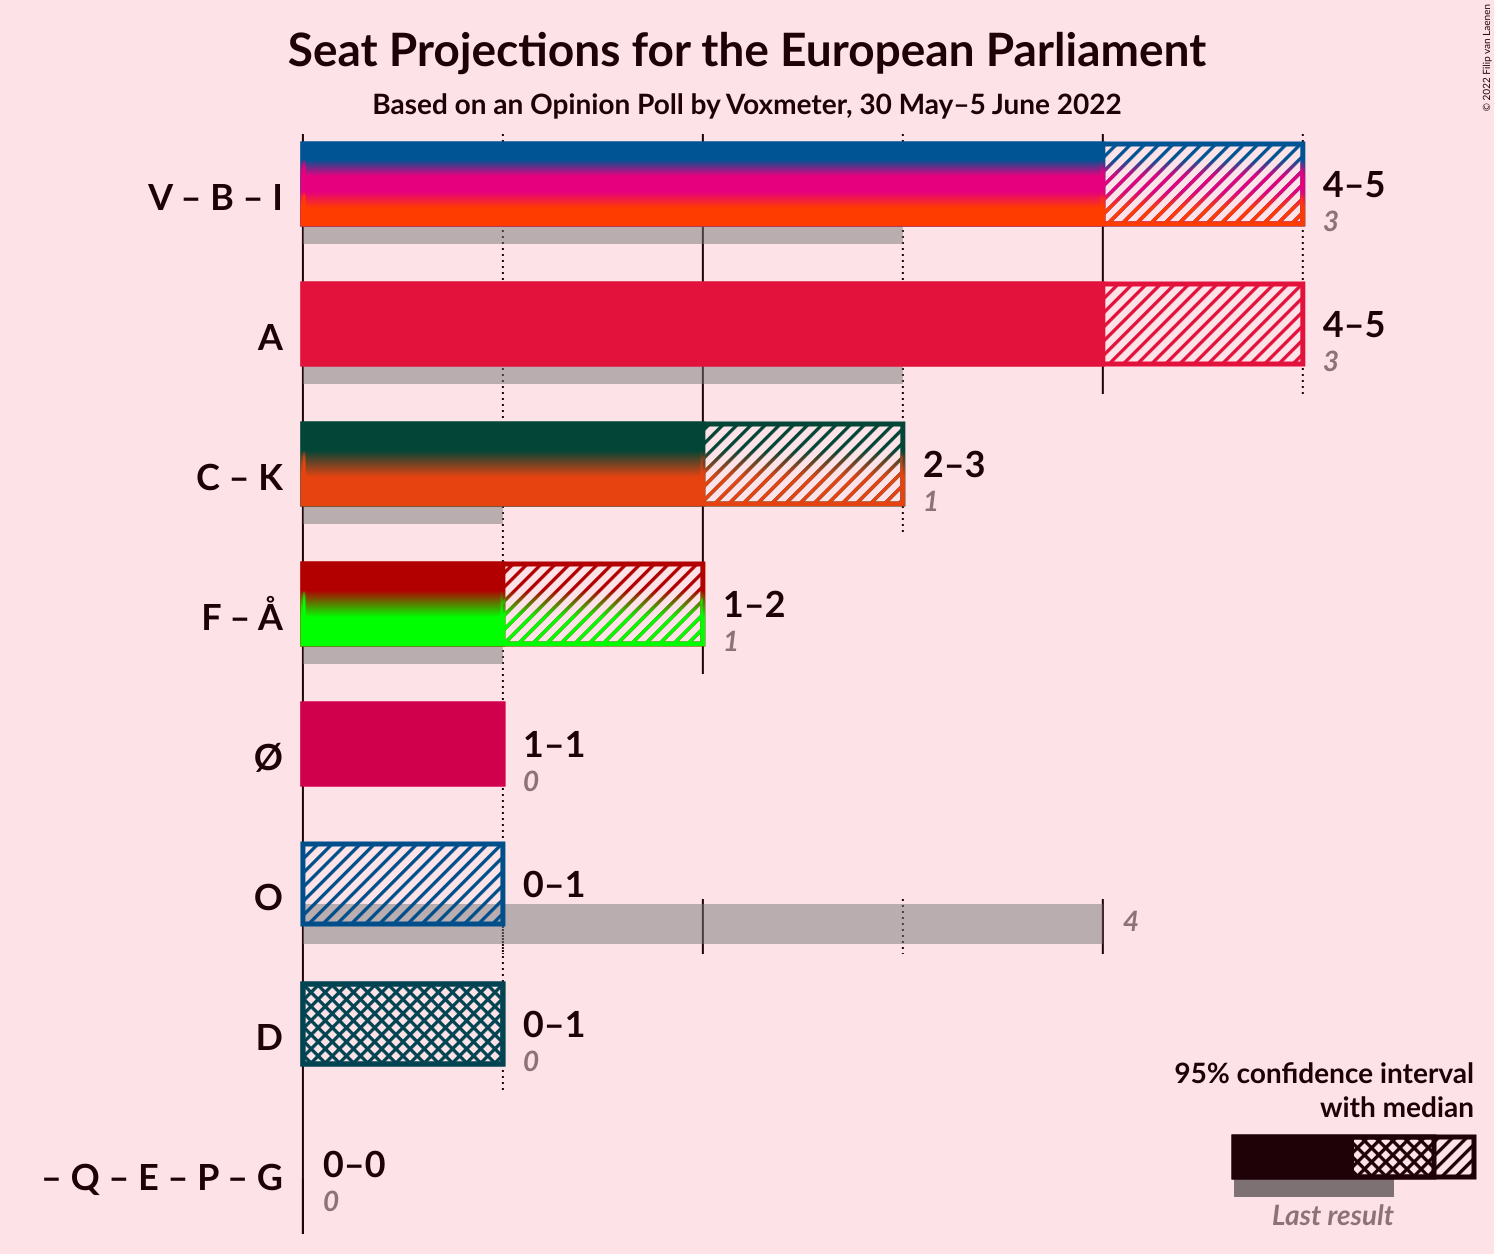 Seat Projections for the European Parliament
Based on an Opinion Poll by Voxmeter, 30 May–5 June 2022
© 2022 Filip van Laenen
V – B – I
4–5
3
A
4–5
3
C – K
2–3
1
F – Å
1–2
1
Ø
1–1
0
O
0–1
4
D
0–1
0
– Q – E – P – G
0–0
0
95% confidence interval
with median
Last result